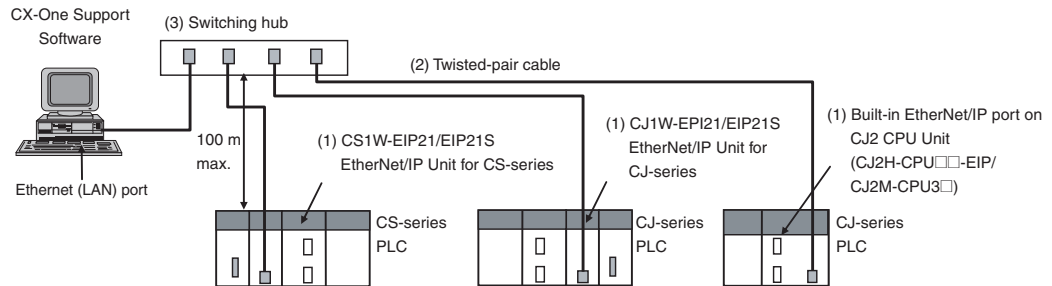 CX-One Support
Software
(3) Switching hub
(2) Twisted-pair cable
100 m
max.
Ethernet (LAN) port
(1) CS1W-EIP21/EIP21S
EtherNet/IP Unit for CS-series
(1) CJ1W-EPI21/EIP21S
EtherNet/IP Unit for
CJ-series
(1) Built-in EtherNet/IP port on
CJ2 CPU Unit
(CJ2H-CPU□□-EIP/
CJ2M-CPU3□)
CS-series
PLC
CJ-series
PLC
CJ-series
PLC